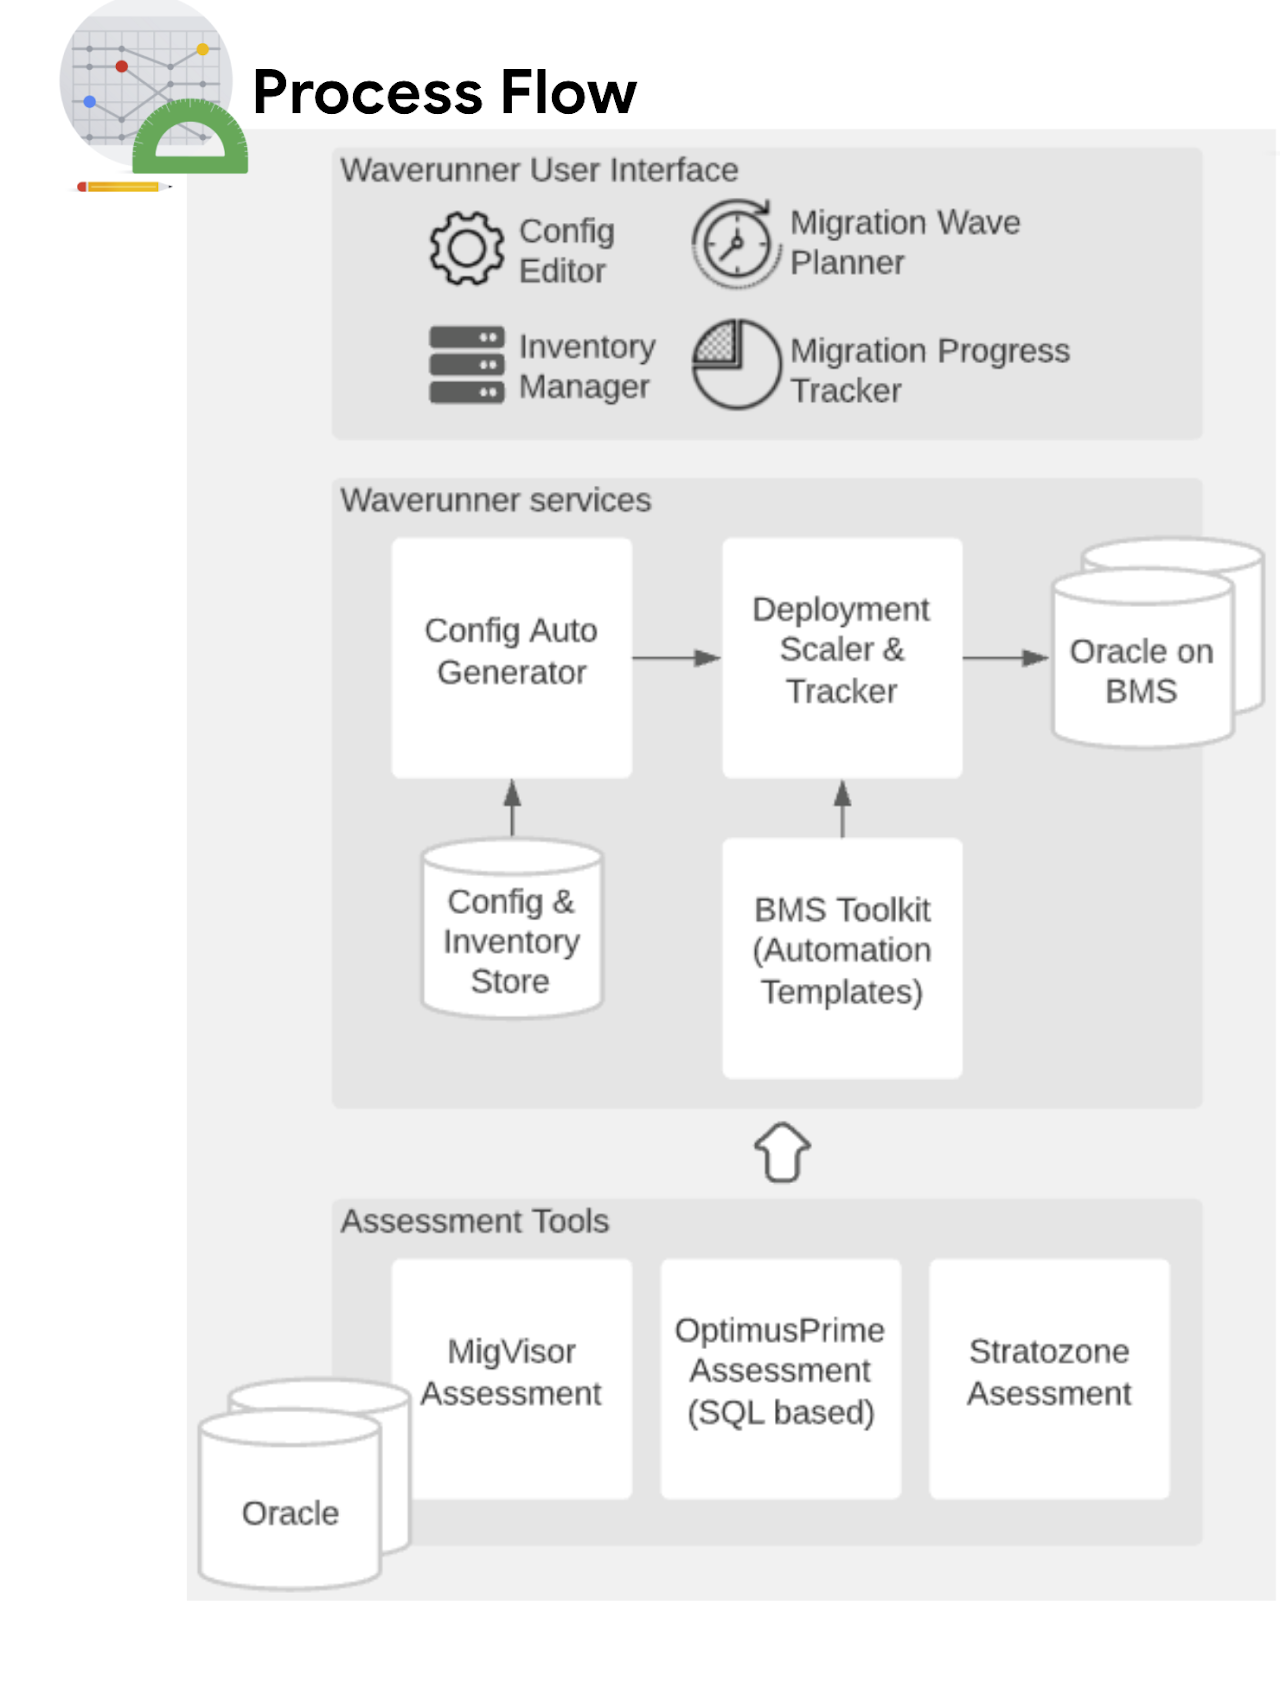 Process Flow
Waverunner User Interface
Config
Editor
Migration Wave
Planner
Inventory
Manager
Migration Progress
Tracker
Waverunner services
Config Auto
Generator
Deployment
Scaler &
Tracker
Oracle on
BMS
Config &
Inventory
Store
BMS Toolkit
(Automation
Templates)
Assessment Tools
MigVisor
Assessment
OptimusPrime
Assessment
(SQL based)
Stratozone
Asessment
Oracle